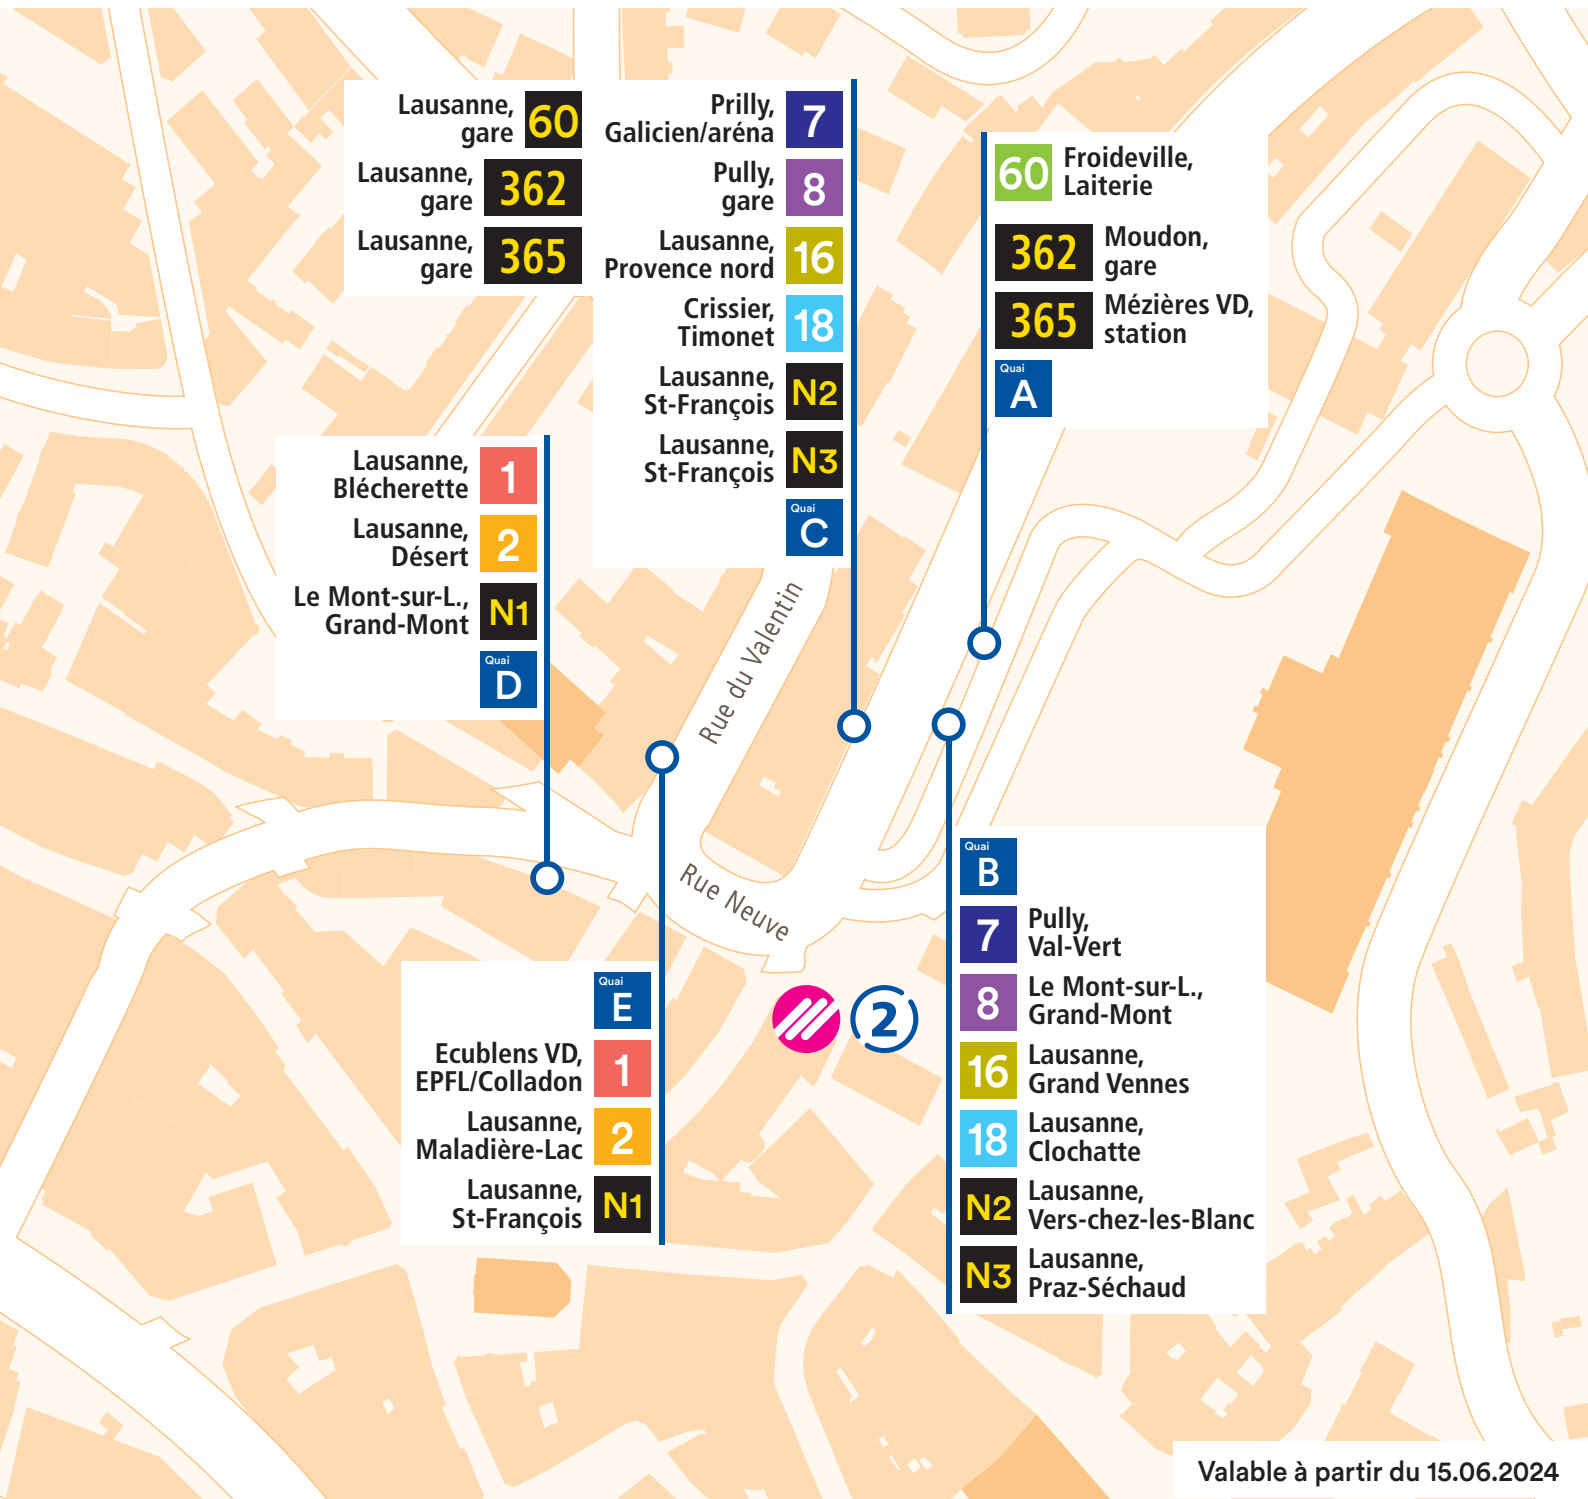 Lausanne,
gare 60
Lausanne,
gare 362
Lausanne,
gare 365
Prilly,
Galicien/aréna 7
Pully,
gare 8
Lausanne,
Provence nord 16
Crissier,
Timonet 18
Lausanne,
St-François N2
Lausanne,
St-François N3
Quai
C
60 Froideville,
Laiterie
362 Moudon,
gare
365 Mézières VD,
station
Quai
A
Lausanne,
Blécherette 1
Lausanne,
Désert 2
Le Mont-sur-L.,
Grand-Mont N1
Quai
D
Rue du Valentin
Rue Neuve
Quai
E
Ecublens VD,
EPFL/Colladon 1
Lausanne,
Maladière-Lac 2
Lausanne,
St-François N1
2
Quai
B
7 Pully,
Val-Vert
8 Le Mont-sur-L.,
Grand-Mont
16 Lausanne,
Grand Vennes
18 Lausanne,
Clochatte
N2 Lausanne,
Vers-chez-les-Blanc
N3 Lausanne,
Praz-Séchaud
Valable à partir du 15.06.2024